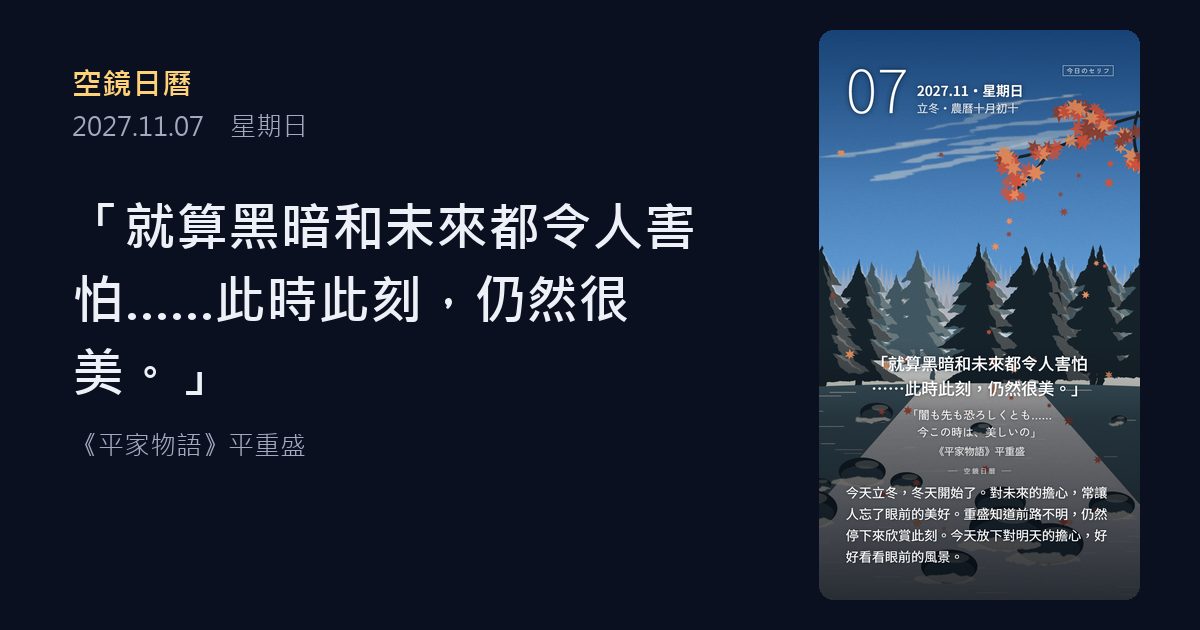 空鏡日曆
2027.11.07 星期日
「就算黑暗和未來都令人害
怕……此時此刻，仍然很
美。」
《平家物語》平重盛
07
2027.11・星期日
立冬・農曆十月初十
今日のセリフ
「就算黑暗和未來都令人害怕
……此時此刻，仍然很美。」
「闇も先も恐ろしくとも……
今この時は、美しいの」
《平家物語》平重盛
— 空鏡日曆 —
今天立冬，冬天開始了。對未來的擔心，常讓
人忘了眼前的美好。重盛知道前路不明，仍然
停下來欣賞此刻。今天放下對明天的擔心，好
好看看眼前的風景。